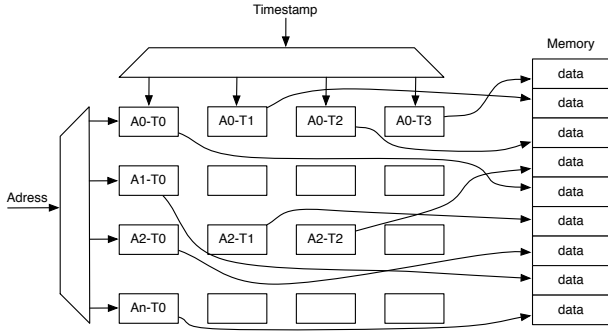 Timestamp
Memory
data
data
A0-T0 A0-T1 A0-T2 A0-T3
data
A1-T0
data
Adress
data
A2-T0 A2-T1 A2-T2
data
data
data
An-T0
data